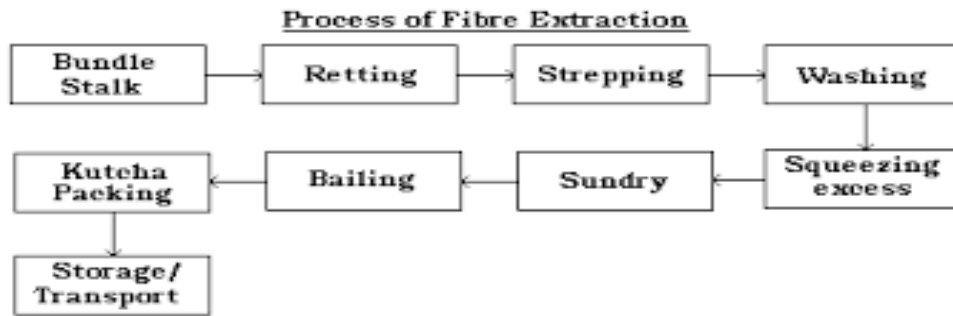 Process of Fibre Extraction
Bundle
Stalk
Retting
Strepping
Washing
Squeezing
excess
Sundry
Bailing
Kutcha
Packing
Storage/
Transport